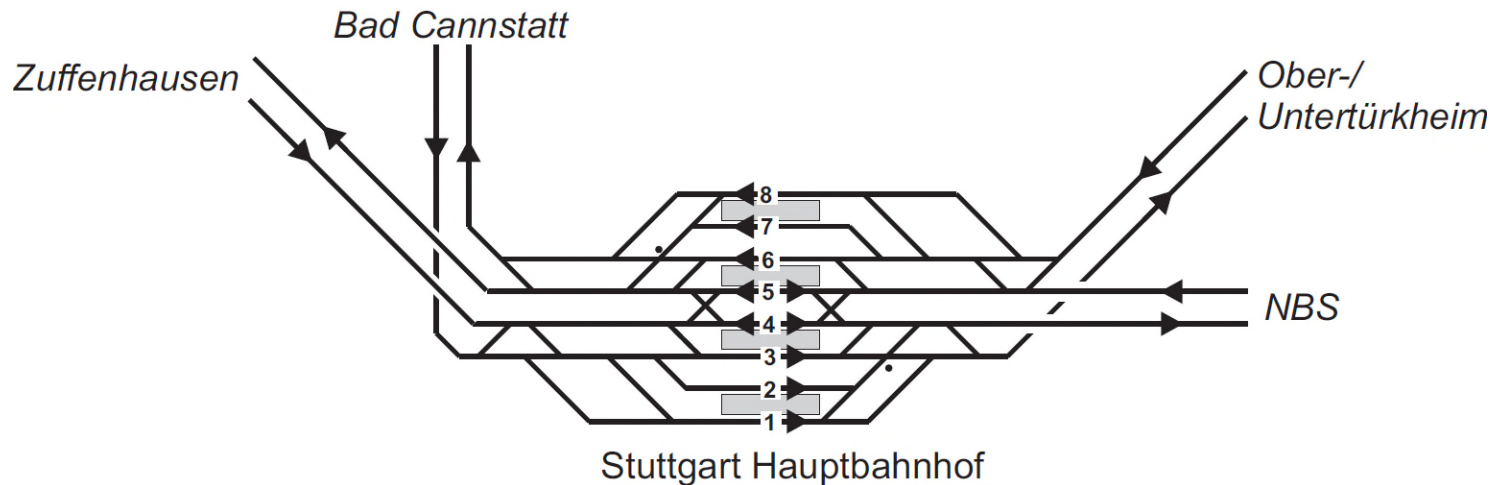 Bad Cannstatt
Zuffenhausen
Ober-/
Untertürkheim
8
7
6
5
NBS
4
3
2
1
Stuttgart Hauptbahnhof